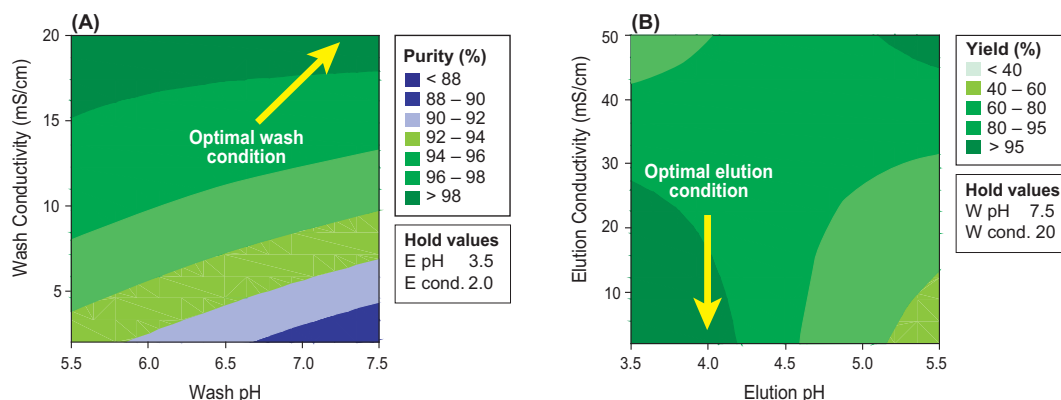 (A)
20
15
10
5
5.5 6.0 6.5 7.0 7.5
Wash Conductivity (mS/cm)
Wash pH
Optimal wash
condition
Purity (%)
< 88
88 – 90
90 – 92
92 – 94
94 – 96
96 – 98
> 98
Hold values
E pH 3.5
E cond. 2.0
(B)
50
40
30
20
10
3.5 4.0 4.5 5.0 5.5
Elution Conductivity (mS/cm)
Elution pH
Optimal elution
condition
Yield (%)
< 40
40 – 60
60 – 80
80 – 95
> 95
Hold values
W pH 7.5
W cond. 20